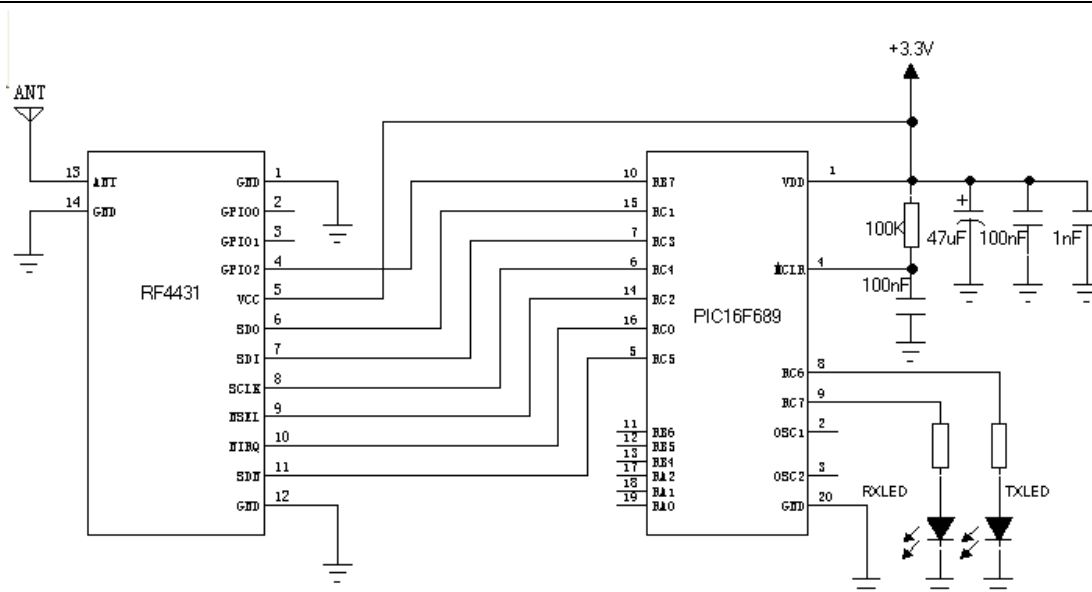 +3.3V
ANT
13
ANT
14
GND
RF4431
GND
1
GPIO0
2
GPIO1
3
GPIO2
4
VCC
5
SDO
6
SDI
7
SCLK
8
NSEL
9
NIRQ
10
SDN
11
GND
12
10
RB7
15
RC1
7
RC3
6
RC4
14
RC2
16
RC0
5
RC5
11
RB6
12
RB5
13
RB4
17
RA2
18
RA1
19
RA0
PIC16F689
VDD
1
MCLR
4
RC6
8
RC7
9
OSC1
2
OSC2
3
GND
20
100K
100nF
+
47uF
100nF
1nF
RXLED
TXLED